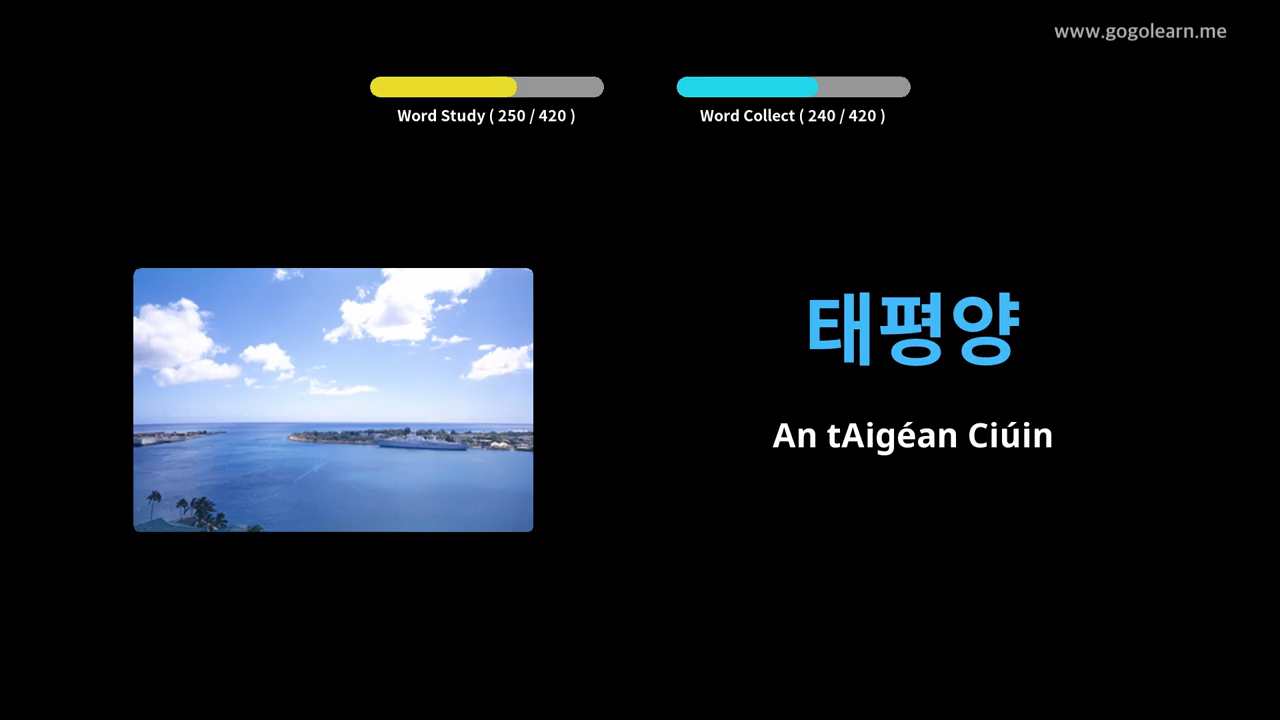 www.gogolearn.me
Word Study ( 250 / 420 )
Word Collect ( 240 / 420 )
태평양
An tAigéan Ciúin